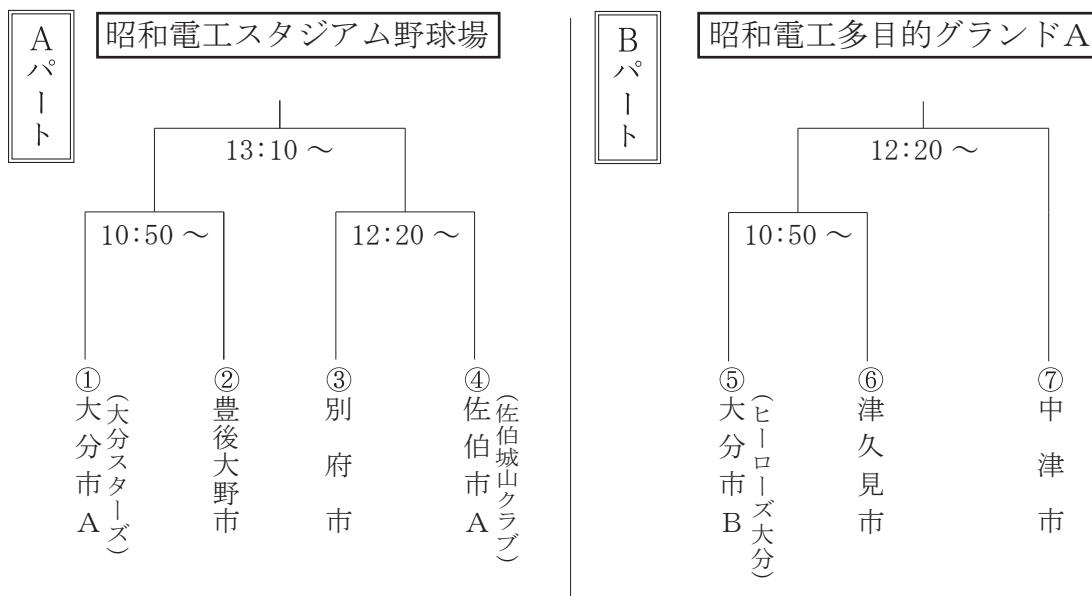 Aパート
昭和電工スタジアム野球場
13:10 ～
10:50 ～
12:20 ～
①大分市A
(大分スターズ)
②豊後大野市
③別府市
④佐伯市A
(佐伯城山クラブ)
Bパート
昭和電工多目的グランドA
12:20 ～
10:50 ～
⑤大分市B
(ヒーローズ大分)
⑥津久見市
⑦中津市